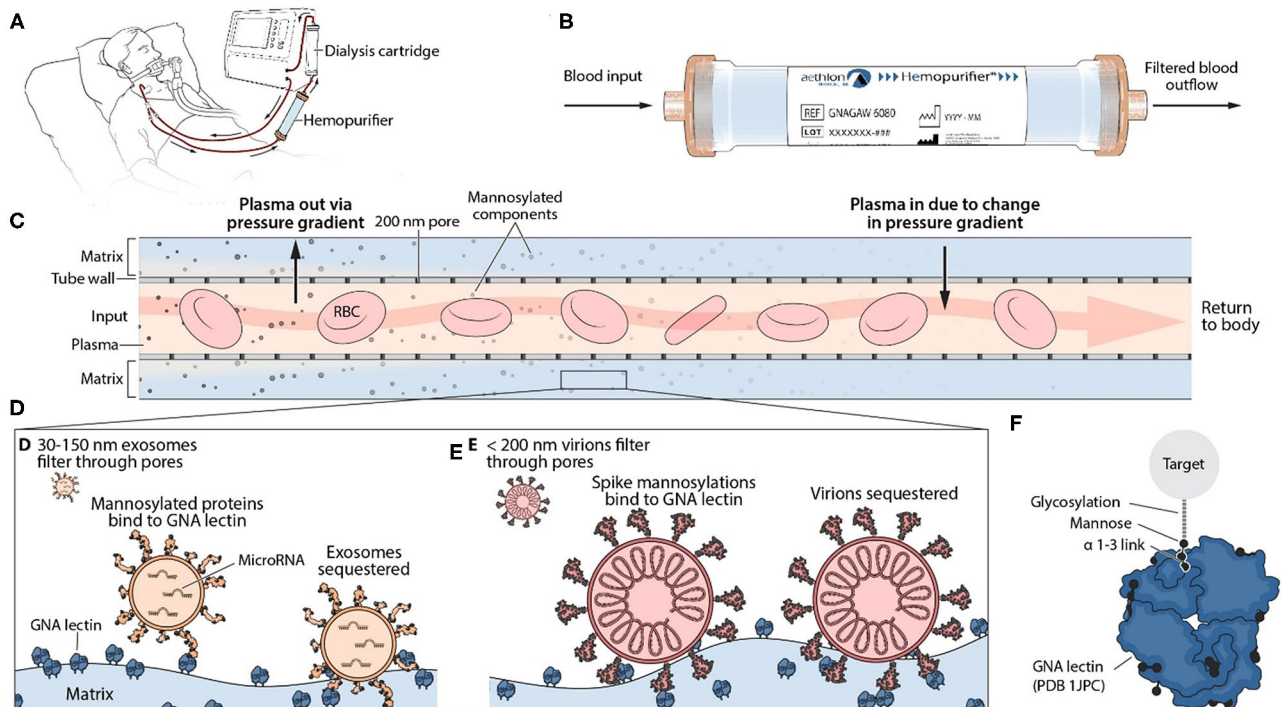 A
Dialysis cartridge
Hemopurifier
B
Blood input
aethlon
MEDICAL, INC.
Hemopurifier
REF GNAGAW 6080
LOT XXXXXXX-###
YYYY - MM
Filtered blood
outflow
C
Plasma out via
pressure gradient
200 nm pore
Mannosylated
components
Plasma in due to change
in pressure gradient
Matrix
Tube wall
Input
RBC
Plasma
Matrix
Return
to body
D
D 30-150 nm exosomes
filter through pores
Mannosylated proteins
bind to GNA lectin
MicroRNA
Exosomes
sequestered
GNA lectin
Matrix
E
E < 200 nm virions filter
through pores
Spike mannosylations
bind to GNA lectin
Virions sequestered
F
Target
Glycosylation
Mannose
α 1-3 link
GNA lectin
(PDB 1JPC)